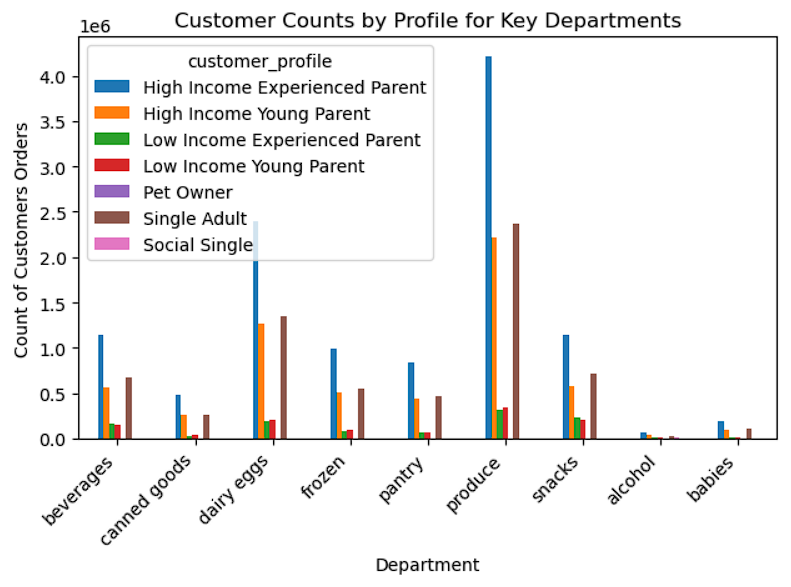 Customer Counts by Profile for Key Departments
1e6
customer_profile
High Income Experienced Parent
High Income Young Parent
Low Income Experienced Parent
Low Income Young Parent
Pet Owner
Single Adult
Social Single
Count of Customers Orders
4.0
3.5
3.0
2.5
2.0
1.5
1.0
0.5
0.0
beverages
canned goods
dairy eggs
frozen
pantry
produce
snacks
alcohol
babies
Department